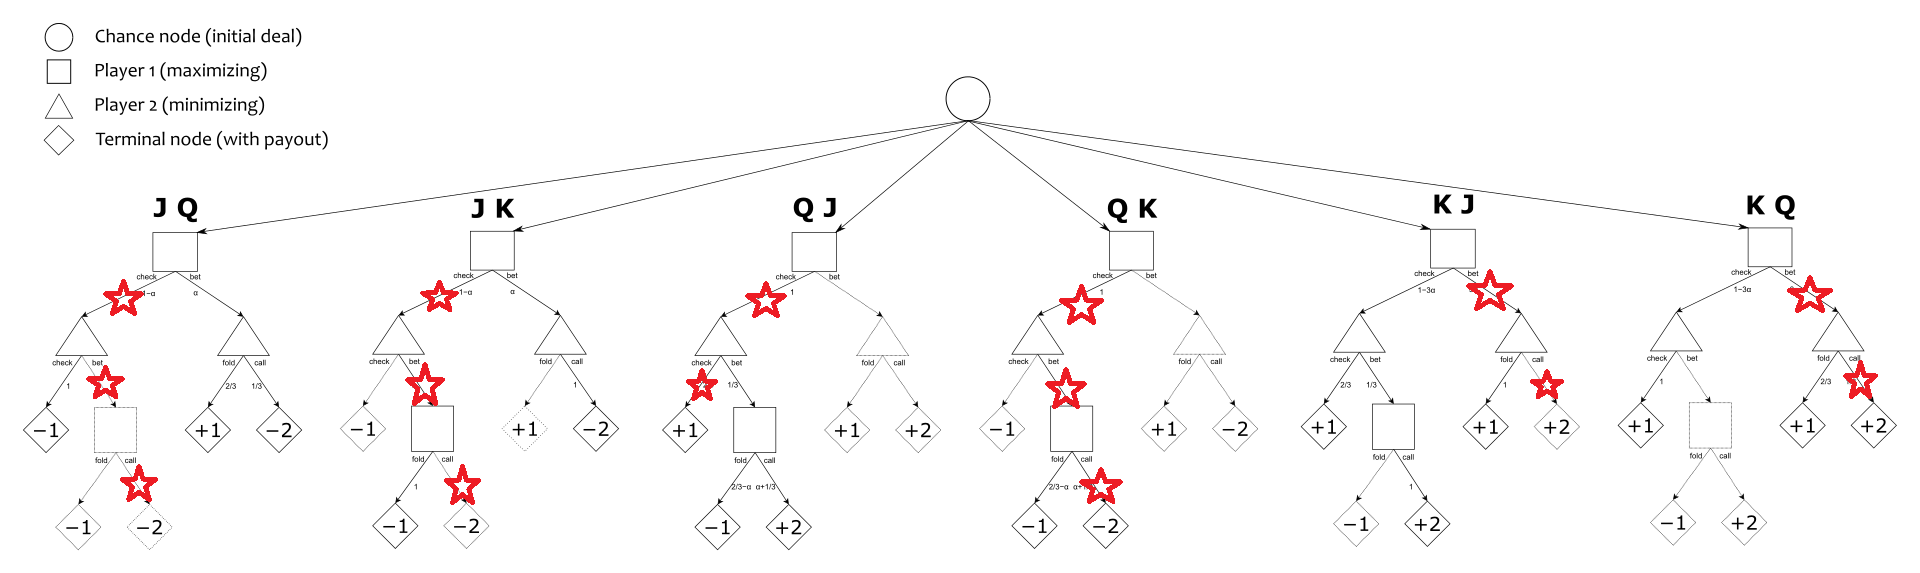 Chance node (initial deal)
Player 1 (maximizing)
Player 2 (minimizing)
Terminal node (with payout)
J Q J K Q J Q K K J K Q
check bet check bet check bet check bet check bet check bet
1−α α 1−α α 1 1 1−3α 1−3α
check bet fold call check bet fold call check bet fold call check bet fold call check bet fold call check bet fold call
1 2/3 1/3 1 1/3 2/3 1/3 1 1 2/3
−1 +1 −2 −1 +1 −2 +1 +1 +2 −1 +1 −2 +1 +1 +2 +1 +1 +2
fold call fold call fold call fold call fold call fold call
1 2/3−α α+1/3 2/3−α 1
−1 −2 −1 −2 −1 +2 −1 −2 −1 +2 −1 +2